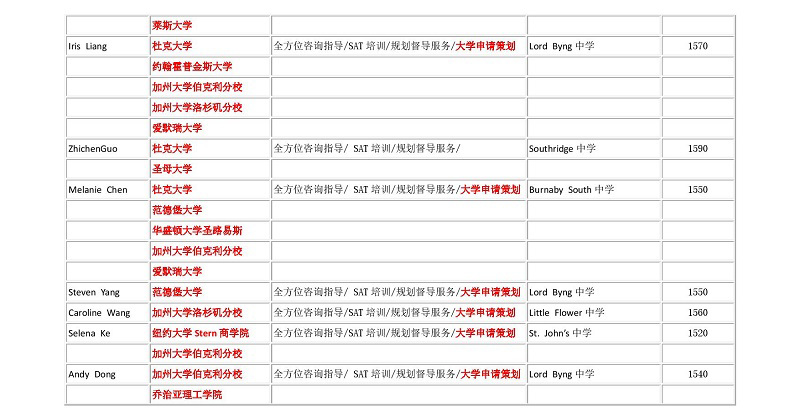 莱斯大学
Iris Liang 杜克大学 全方位咨询指导/SAT 培训/规划督导服务/大学申请策划 Lord Byng 中学 1570
约翰霍普金斯大学
加州大学伯克利分校
加州大学洛杉矶分校
爱默瑞大学
ZhichenGuo 杜克大学 全方位咨询指导/ SAT 培训/规划督导服务/ Southridge 中学 1590
圣母大学
Melanie Chen 杜克大学 全方位咨询指导/ SAT 培训/规划督导服务/大学申请策划 Burnaby South 中学 1550
范德堡大学
华盛顿大学圣路易斯
加州大学伯克利分校
爱默瑞大学
Steven Yang 范德堡大学 全方位咨询指导/ SAT 培训/规划督导服务/大学申请策划 Lord Byng 中学 1550
Caroline Wang 加州大学洛杉矶分校 全方位咨询指导/ SAT 培训/规划督导服务/大学申请策划 Little Flower 中学 1560
Selena Ke 纽约大学 Stern 商学院 全方位咨询指导/ SAT 培训/规划督导服务/大学申请策划 St. John's 中学 1520
加州大学伯克利分校
Andy Dong 加州大学伯克利分校 全方位咨询指导/ SAT 培训/规划督导服务/大学申请策划 Lord Byng 中学 1540
乔治亚理工学院